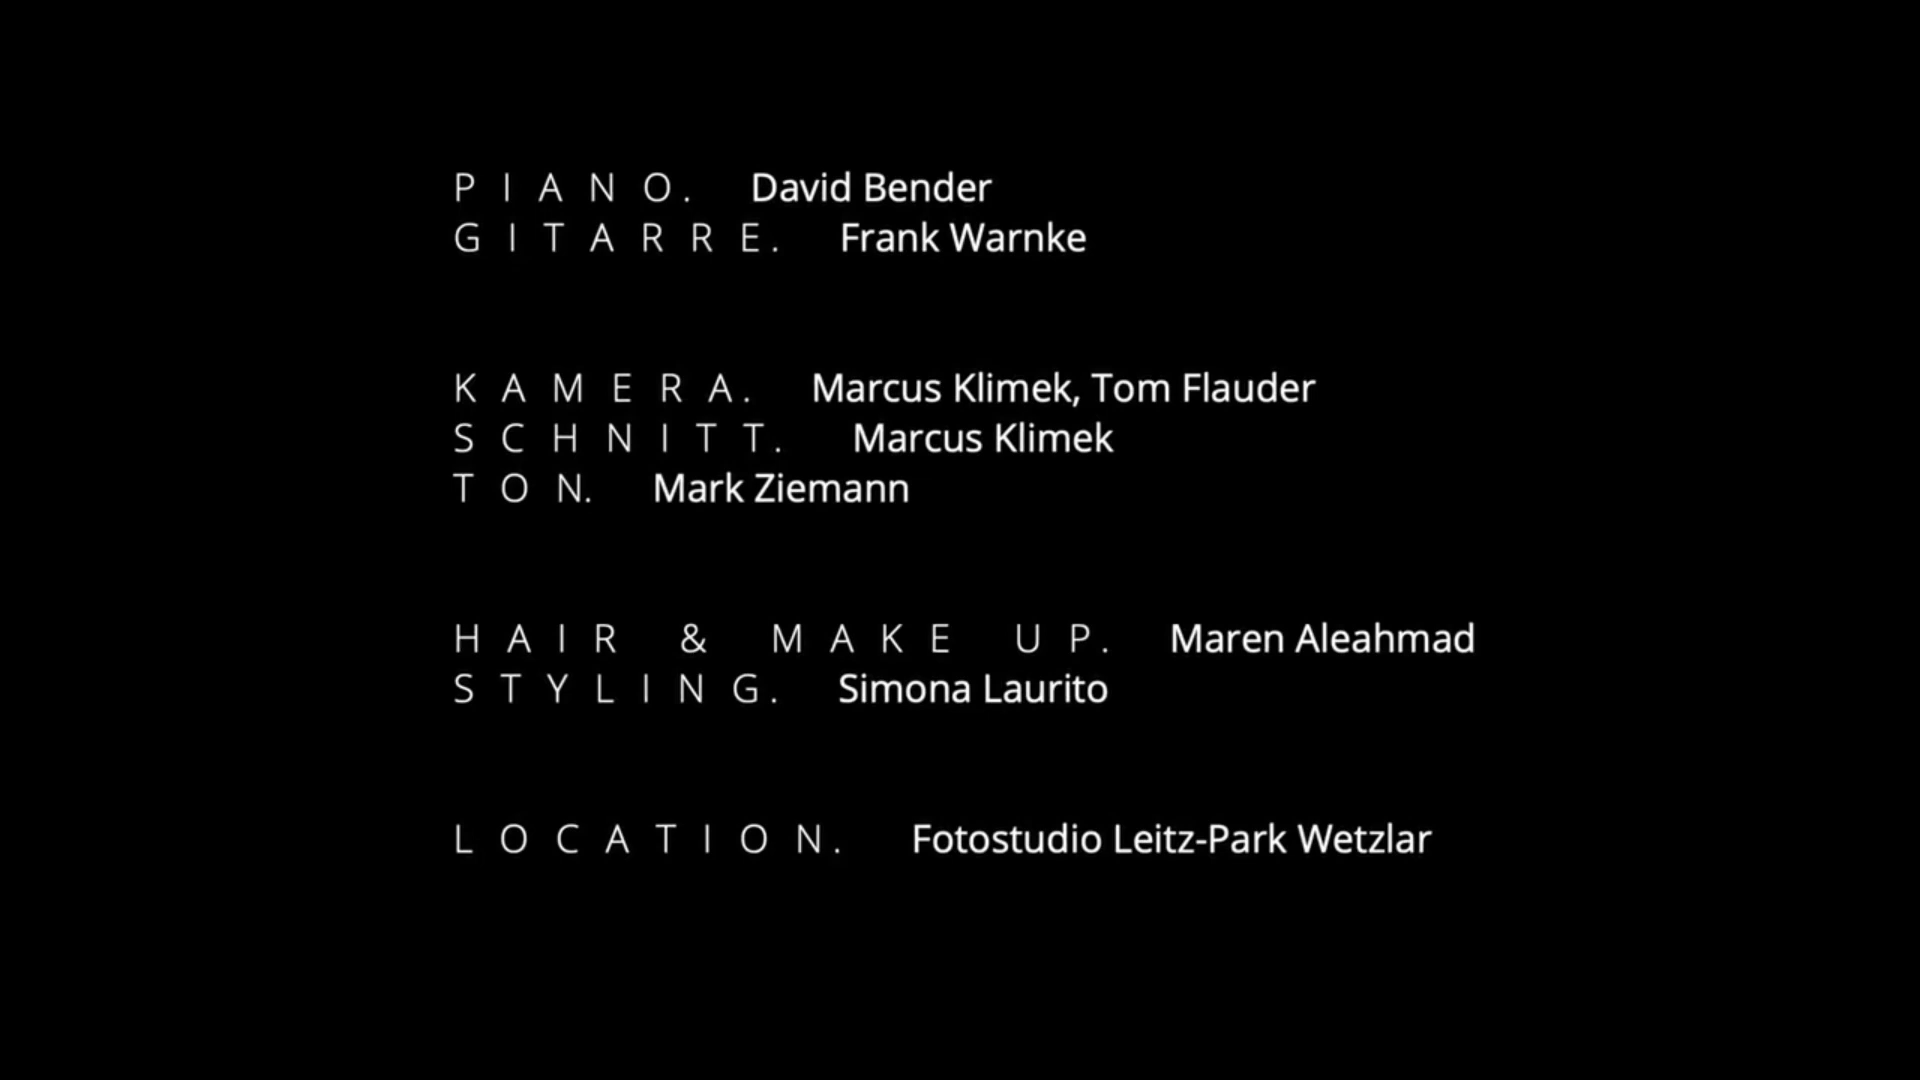 PIANO. David Bender
GITARRE. Frank Warnke
KAMERA. Marcus Klimek, Tom Flauder
SCHNITT. Marcus Klimek
TON. Mark Ziemann
HAIR & MAKE UP. Maren Aleahmad
STYLING. Simona Laurito
LOCATION. Fotostudio Leitz-Park Wetzlar